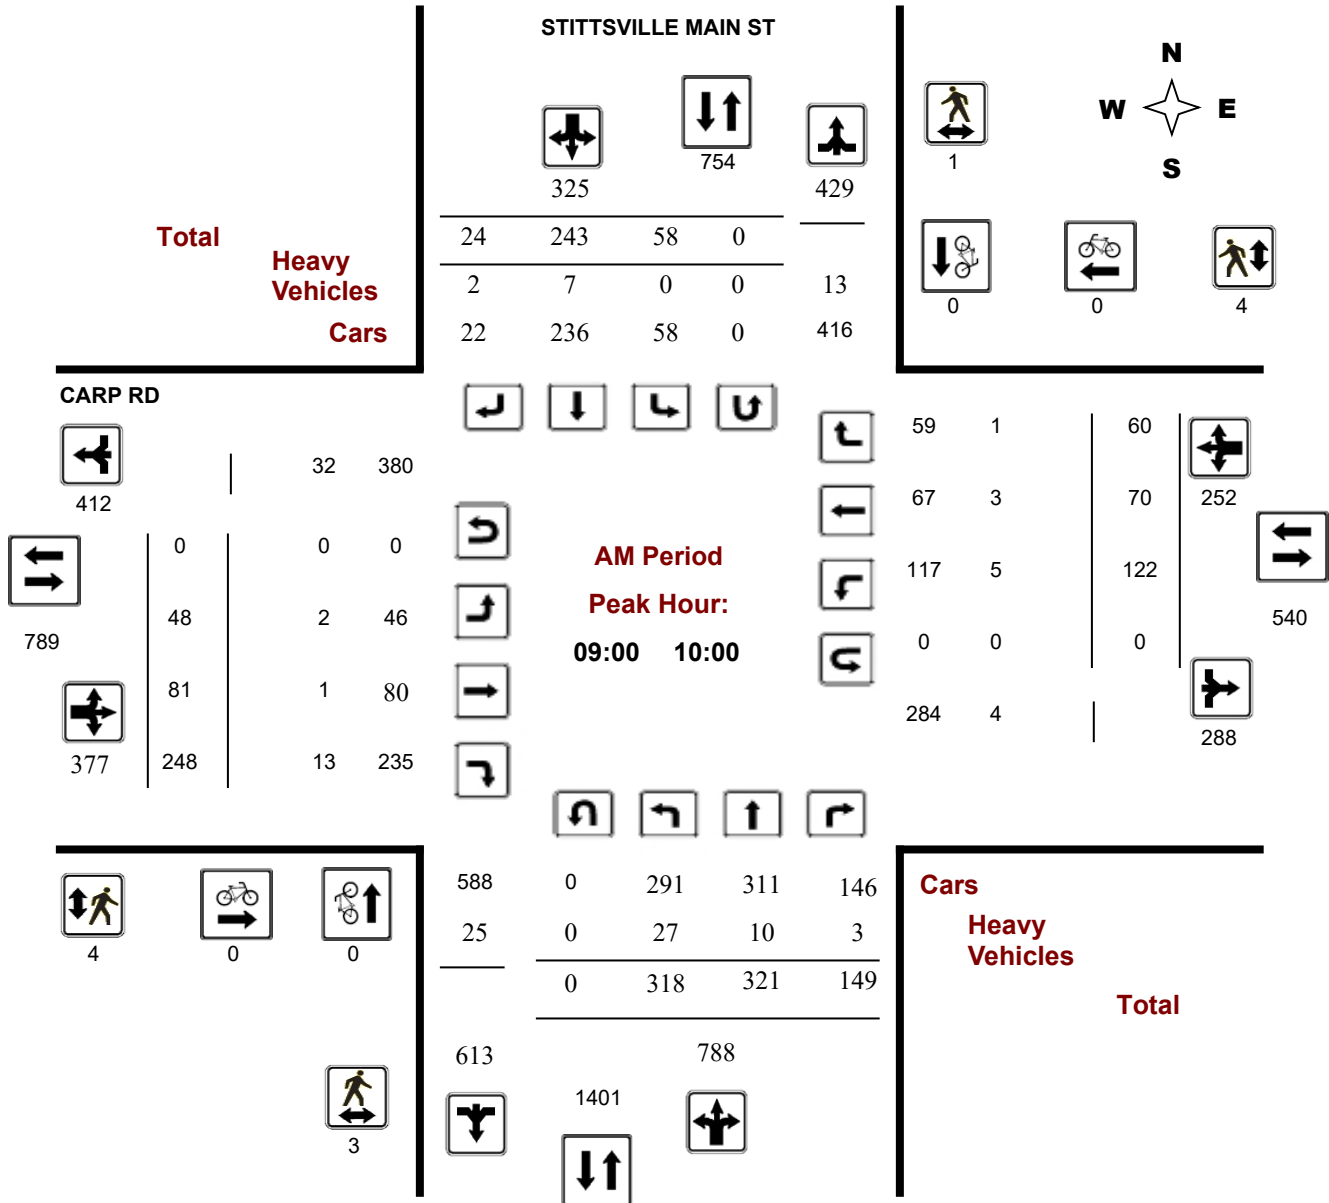 STITTSVILLE MAIN ST
N
W E
S
754
1
325 429
Total 24 243 58 0
Heavy
Vehicles
2 7 0 0 13
Cars 22 236 58 0 416
0 0 4
CARP RD
412
32 380
0 0 0
48 2 46
789
81 1 80
377 248 13 235
AM Period
Peak Hour:
09:00 10:00
59 1 60
67 3 70 252
117 5 122
540
0 0 0
284 4
288
588 0 291 311 146
Cars
25 0 27 10 3
Heavy
Vehicles
4 0 0
0 318 321 149
Total
613 788
1401
3